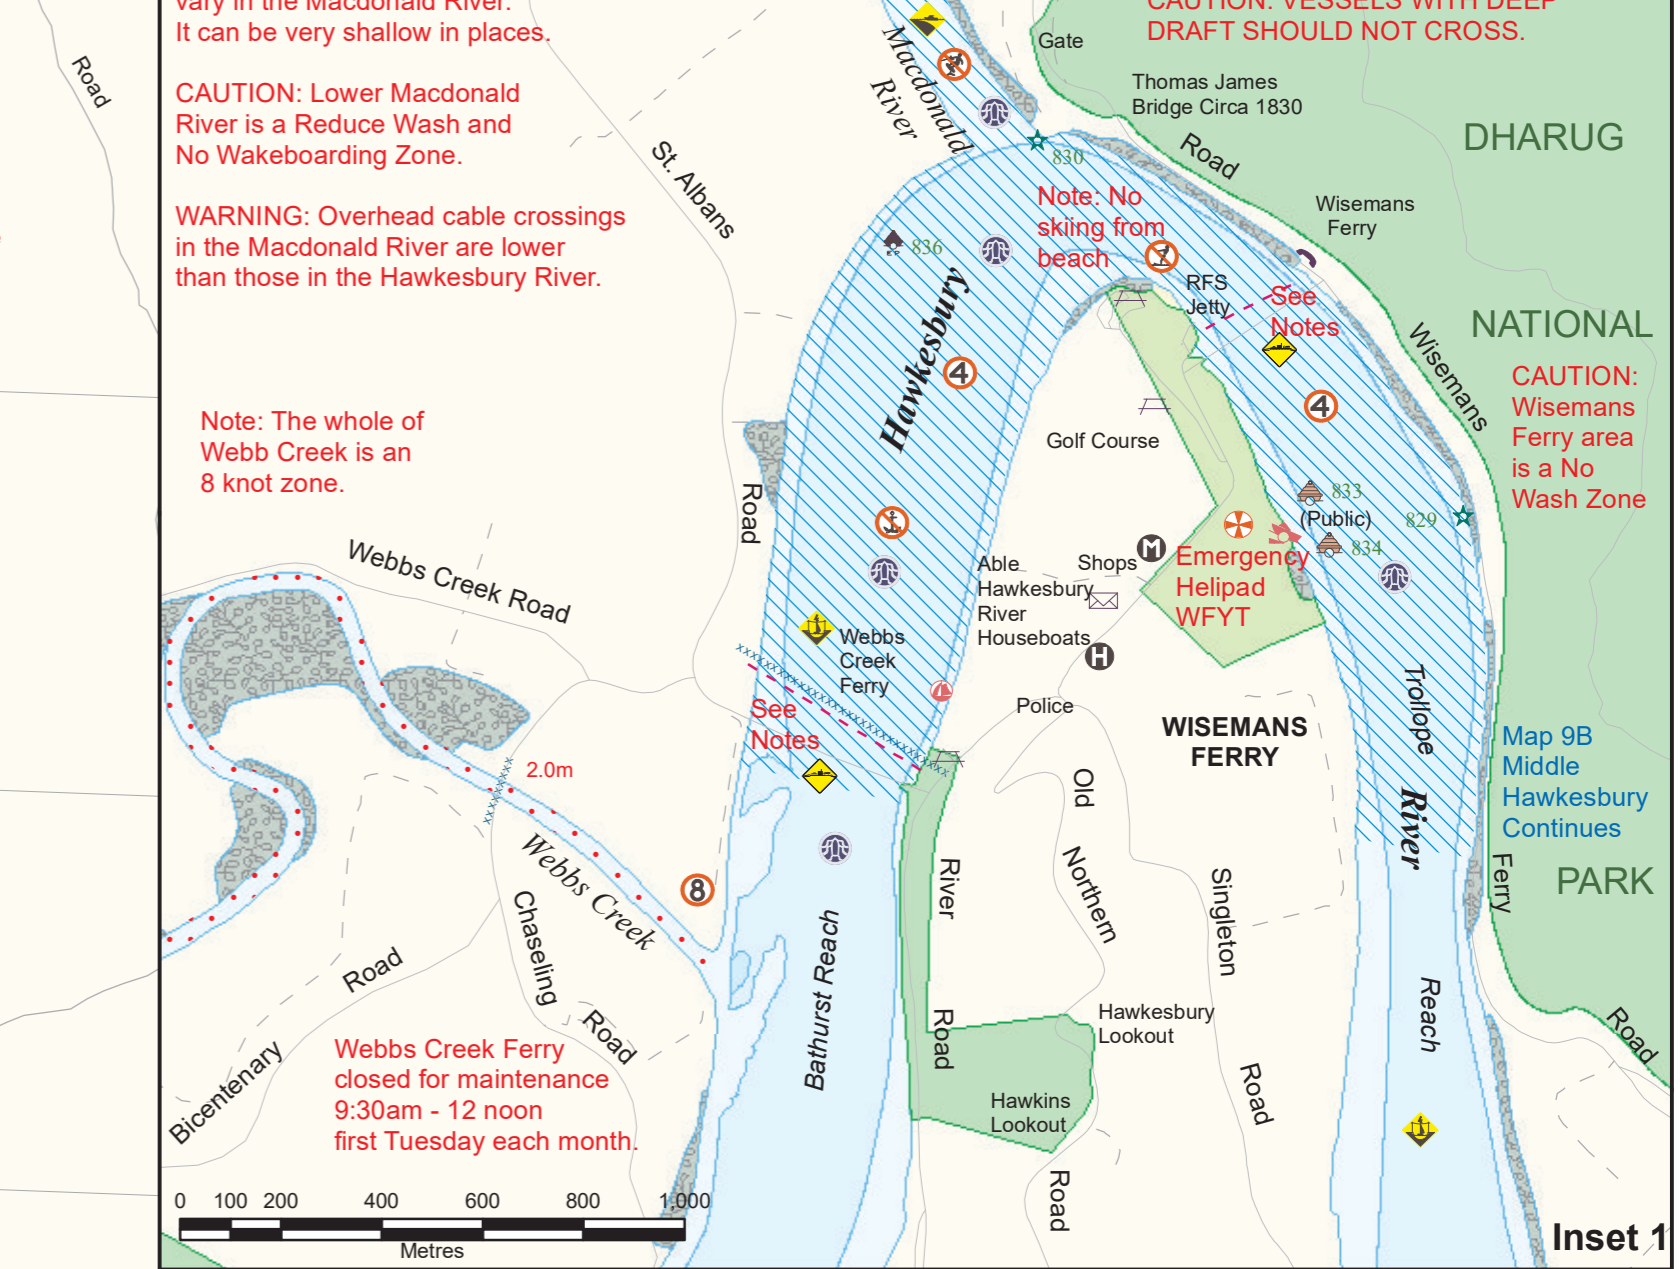 vary in the Macdonald River.
It can be very shallow in places.
CAUTION: Lower Macdonald
River is a Reduce Wash and
No Wakeboarding Zone.
WARNING: Overhead cable crossings
in the Macdonald River are lower
than those in the Hawkesbury River.
Note: The whole of
Webb Creek is an
8 knot zone.
Road
St. Albans
Road
Macdonald
River
Gate
CAUTION: VESSELS WITH DEEP
DRAFT SHOULD NOT CROSS.
Thomas James
Bridge Circa 1830
Road
DHARUG
830
Note: No
skiing from
beach
836
Wisemans
Ferry
RFS
Jetty
See
Notes
NATIONAL
Wisemans
CAUTION:
Wisemans
Ferry area
is a No
Wash Zone
Hawkesbury
4
4
Golf Course
833
(Public)
829
834
Shops
M
Emergency
Helipad
WFYT
Able
Hawkesbury
River
Houseboats
H
Webbs Creek Road
Webbs
Creek
Ferry
See
Notes
Police
WISEMANS
FERRY
Trollope
River
Reach
Map 9B
Middle
Hawkesbury
Continues
PARK
Ferry
Road
2.0m
Webbs Creek
8
Chaseling
Road
Road
Bicentenary
Bathurst Reach
River
Road
Old
Northern
Road
Singleton
Road
Hawkesbury
Lookout
Hawkins
Lookout
Webbs Creek Ferry
closed for maintenance
9:30am - 12 noon
first Tuesday each month.
0 100 200 400 600 800 1,000
Metres
Inset 1